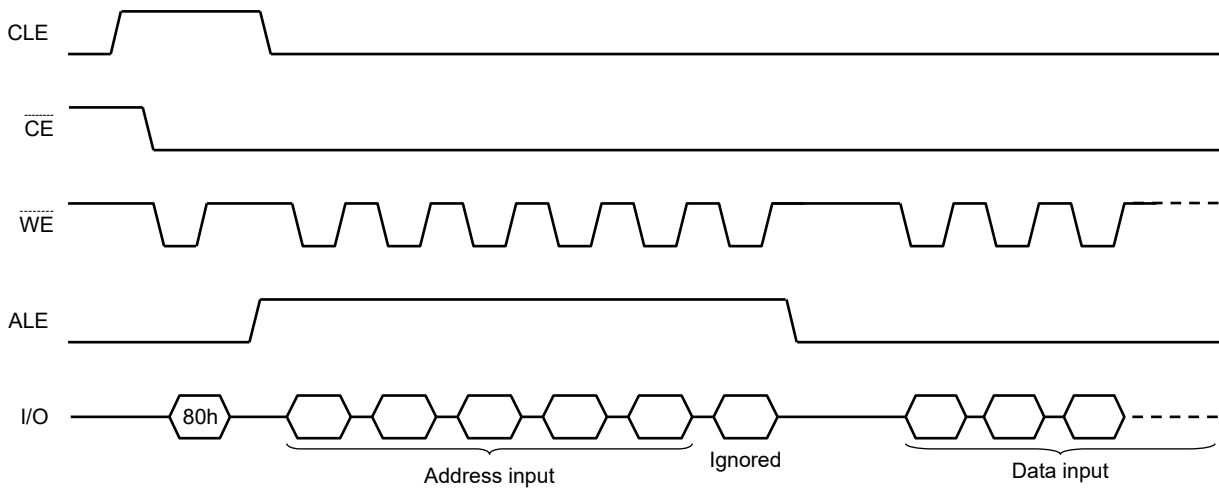 CLE
CE
WE
ALE
I/O
80h
Address input
Ignored
Data input